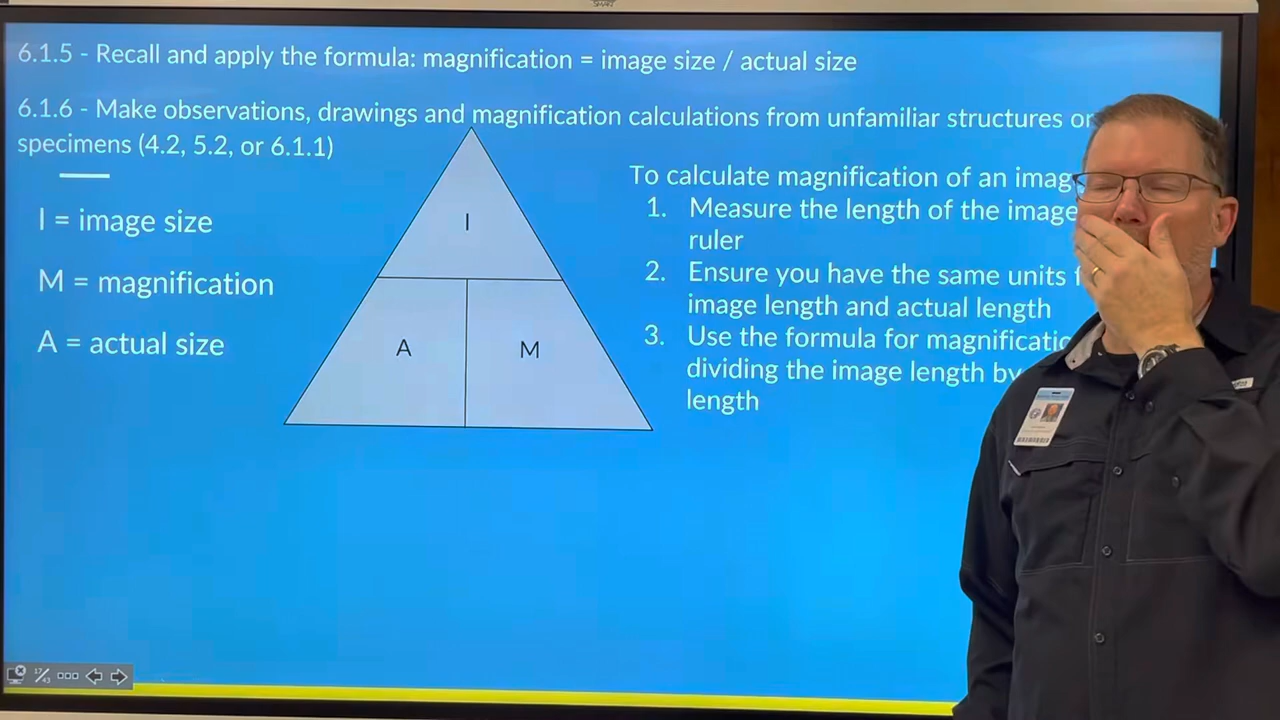 SMART
6.1.5 - Recall and apply the formula: magnification = image size / actual size
6.1.6 - Make observations, drawings and magnification calculations from unfamiliar structures or
specimens (4.2, 5.2, or 6.1.1)
I = image size
M = magnification
A = actual size
I
A
M
To calculate magnification of an imag
1. Measure the length of the image
ruler
2. Ensure you have the same units
image length and actual length
3. Use the formula for magnificatio
dividing the image length by
length
17/43